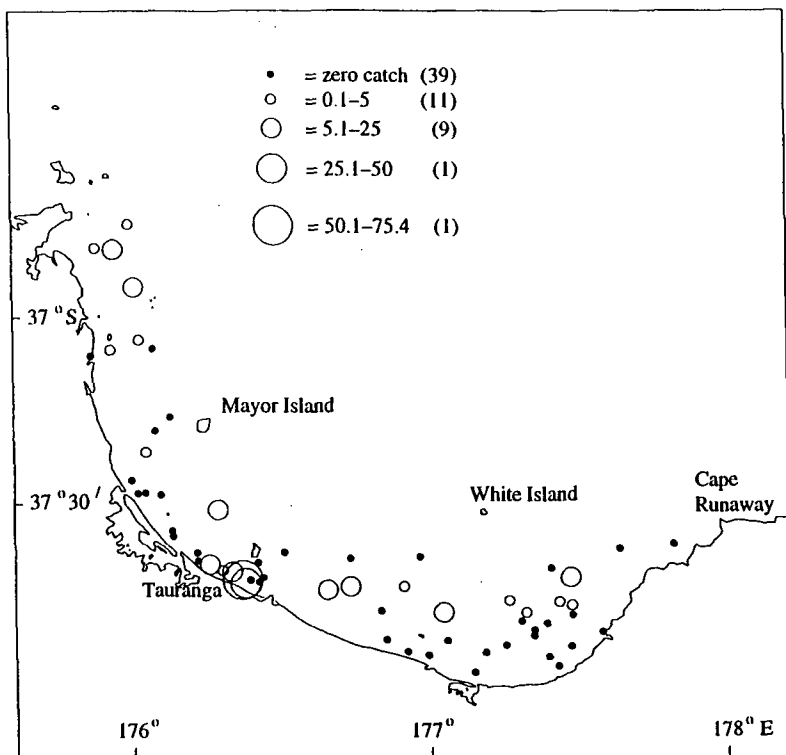 = zero catch (39)
= 0.1–5 (11)
= 5.1–25 (9)
= 25.1–50 (1)
= 50.1–75.4 (1)
37°S
Mayor Island
37°30′
White Island
Cape
Runaway
Tauranga
176°
177°
178°E